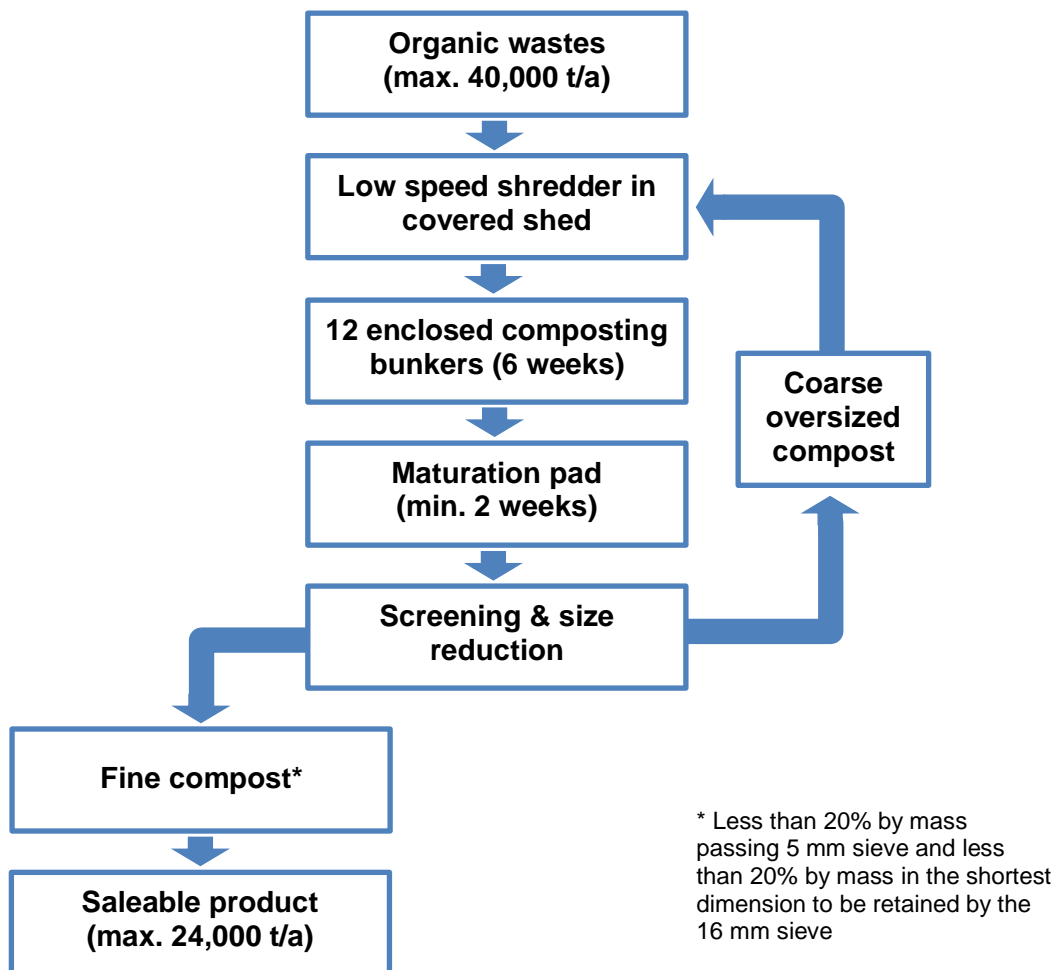 Organic wastes
(max. 40,000 t/a)
Low speed shredder in
covered shed
12 enclosed composting
bunkers (6 weeks)
Coarse
oversized
compost
Maturation pad
(min. 2 weeks)
Screening & size
reduction
Fine compost*
Saleable product
(max. 24,000 t/a)
* Less than 20% by mass
passing 5 mm sieve and less
than 20% by mass in the shortest
dimension to be retained by the
16 mm sieve